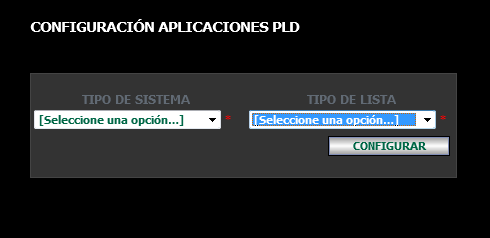 CONFIGURACIÓN APLICACIONES PLD
TIPO DE SISTEMA TIPO DE LISTA
[Seleccione una opción...] * [Seleccione una opción...] *
CONFIGURAR